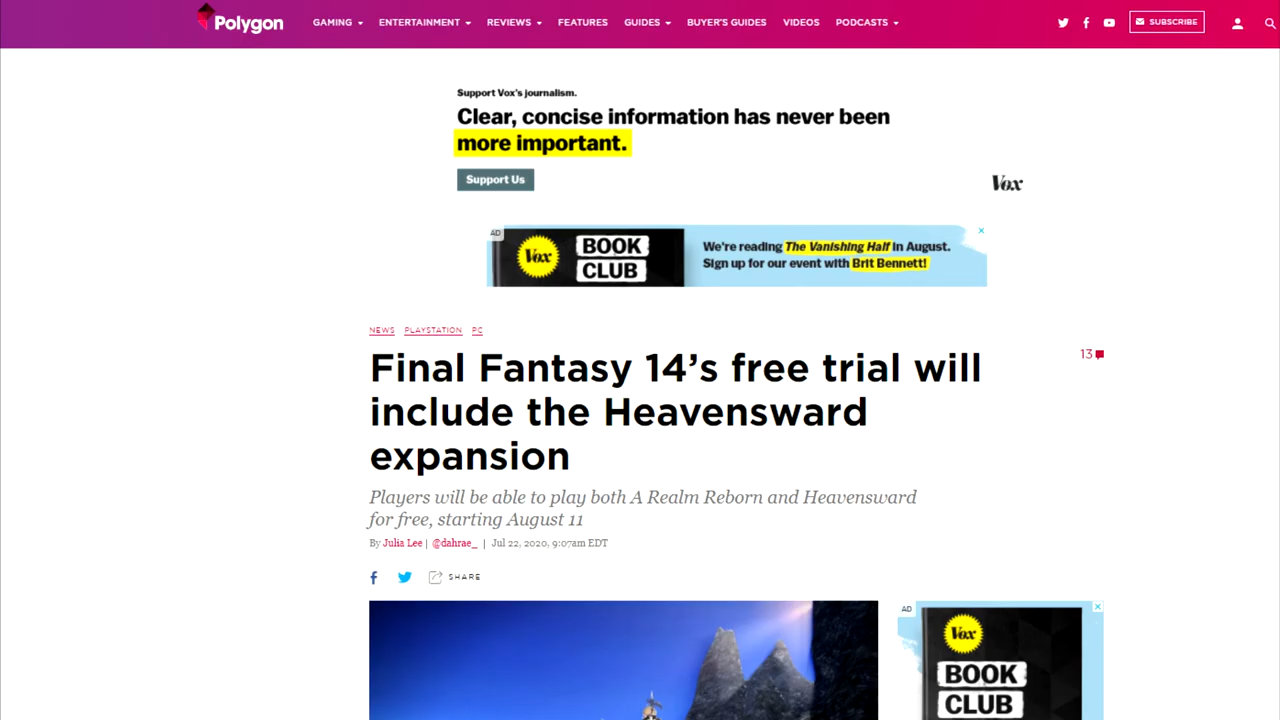 Polygon
GAMING
ENTERTAINMENT
REVIEWS
FEATURES
GUIDES
BUYER'S GUIDES
VIDEOS
PODCASTS
SUBSCRIBE
Support Vox's journalism.
Clear, concise information has never been
more important.
Support Us
Vox
AD
Vox
BOOK
CLUB
We're reading The Vanishing Half in August.
Sign up for our event with Brit Bennett!
NEWS PLAYSTATION PC
13
Final Fantasy 14’s free trial will
include the Heavensward
expansion
Players will be able to play both A Realm Reborn and Heavensward
for free, starting August 11
By Julia Lee | @dahrae_ | Jul 22, 2020, 9:07am EDT
SHARE
AD
Vox
BOOK
CLUB